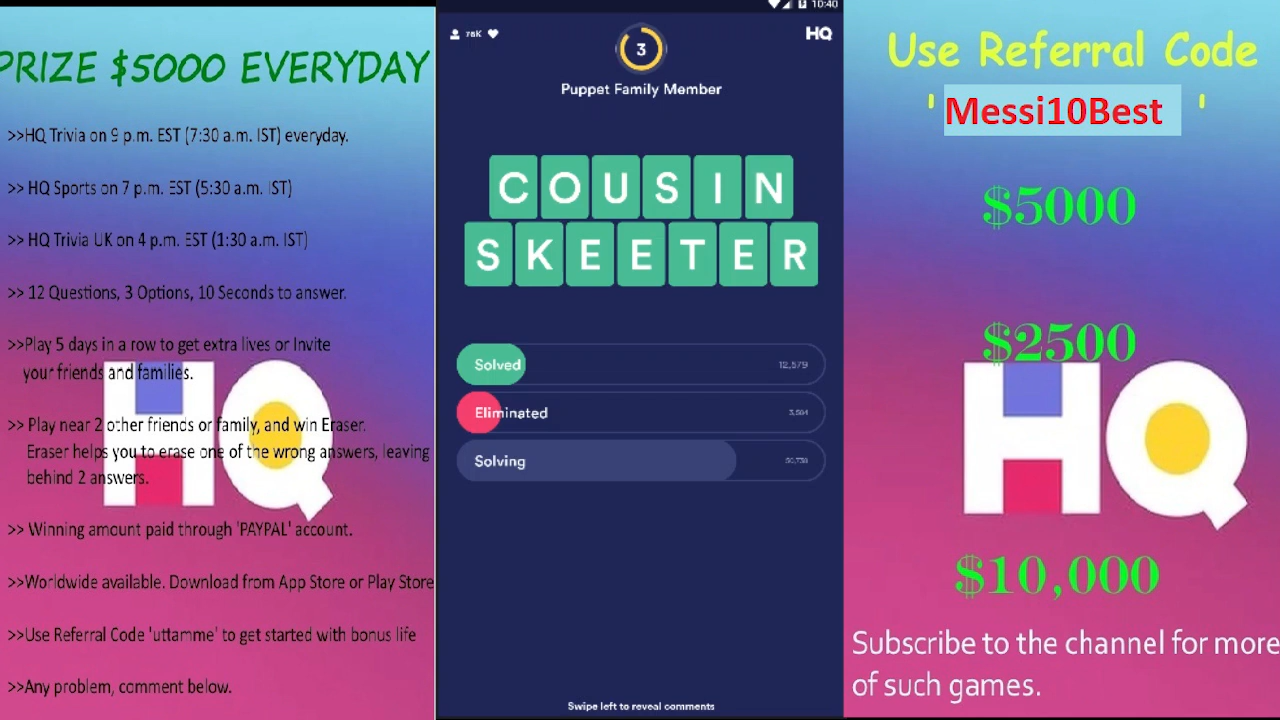 PRIZE $5000 EVERYDAY
>>HQ Trivia on 9 p.m. EST (7:30 a.m. IST) everyday.
>> HQ Sports on 7 p.m. EST (5:30 a.m. IST)
>> HQ Trivia UK on 4 p.m. EST (1:30 a.m. IST)
>> 12 Questions, 3 Options, 10 Seconds to answer.
>>Play 5 days in a row to get extra lives or Invite
your friends and families.
>> Play near 2 other friends or family, and win Eraser.
Eraser helps you to erase one of the wrong answers, leaving
behind 2 answers.
>> Winning amount paid through 'PAYPAL' account.
>>Worldwide available. Download from App Store or Play Store
>>Use Referral Code 'uttamme' to get started with bonus life
>>Any problem, comment below.
HQ
10:40
76K
HQ
3
Puppet Family Member
COUSIN
SKEETER
Solved 12,579
Eliminated
Solving
Swipe left to reveal comments
Use Referral Code
' Messi10Best '
$5000
$2500
HQ
$10,000
Subscribe to the channel for more
of such games.